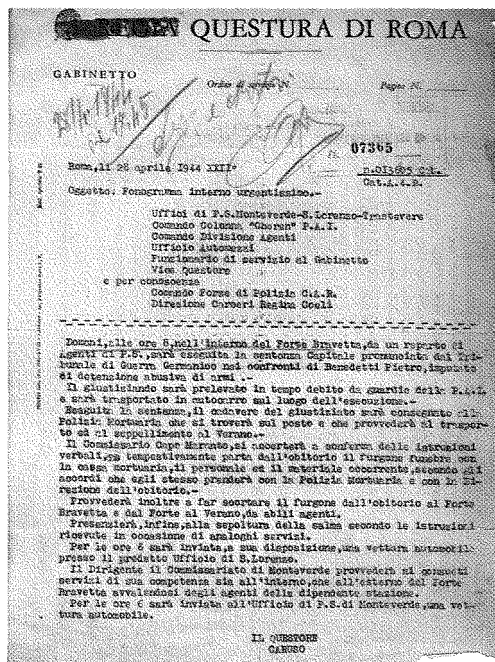 QUESTURA DI ROMA
GABINETTO
Ordine di servizio N.
Pagine N.
07365
Roma,li 28 aprile 1944 XXII°
n.013695 Gab.
Cat.A.4.B.
Oggetto: Fonogramma interno urgentissimo.-
Uffici di P.S.Monteverde-S.Lorenzo-Trastevere
Comando Colonna "Cheren" P.A.I.
Comando Divisione Agenti
Ufficio Automezzi
Funzionario di servizio al Gabinetto
Vice Questore
e per conoscenza
Comando Forze di Polizia C.A.R.
Direzione Carceri Regina Coeli
Domani,alle ore 8,nell'interno del Forte Bravetta,da un reparto di
Agenti di P.S.,sarà eseguita la sentenza Capitale pronunciata dal Tri-
bunale di Guerra Germanico nei confronti di Benedetti Pietro,imputato
di detenzione abusiva di armi.-
Il giustiziando sarà prelevato in tempo debito da guardie della P.A.I.
e sarà trasportato in autocarro sul luogo dell'esecuzione.-
Eseguita la sentenza,il cadavere del giustiziato sarà consegnato alla
Polizia Mortuaria che si troverà sul posto e che provvederà al traspor-
to ed al seppellimento al Verano.-
Il Commissario Capo Marcato,si accerterà a conferma delle istruzioni
verbali, tempestivamente parta dall'obitorio il furgone funebre con
la cassa mortuaria,il personale ed il materiale occorrente,secondo gli
accordi che egli stesso prenderà con la Polizia Mortuaria e con la Di-
rezione dell'obitorio.-
Provvederà inoltre a far scortare il furgone dall'obitorio al Forte
Bravetta e dal Forte al Verano,da abili agenti.
Presenzierà,infine,alla sepoltura della salma secondo le istruzioni
ricevute in occasione di analoghi servizi.
Per le ore 6 sarà inviata,a sua disposizione,una vettura automobile
presso il predetto Ufficio di S.Lorenzo.
Il Dirigente il Commissariato di Monteverde provvederà ai consueti
servizi di sua competenza sia all'interno,che all'esterno del Forte
Bravetta avvalendosi degli agenti della dipendente stazione.
Per le ore 6 sarà inviata all'Ufficio di P.S.di Monteverde,una vet-
tura automobile.
IL QUESTORE
CARUSO